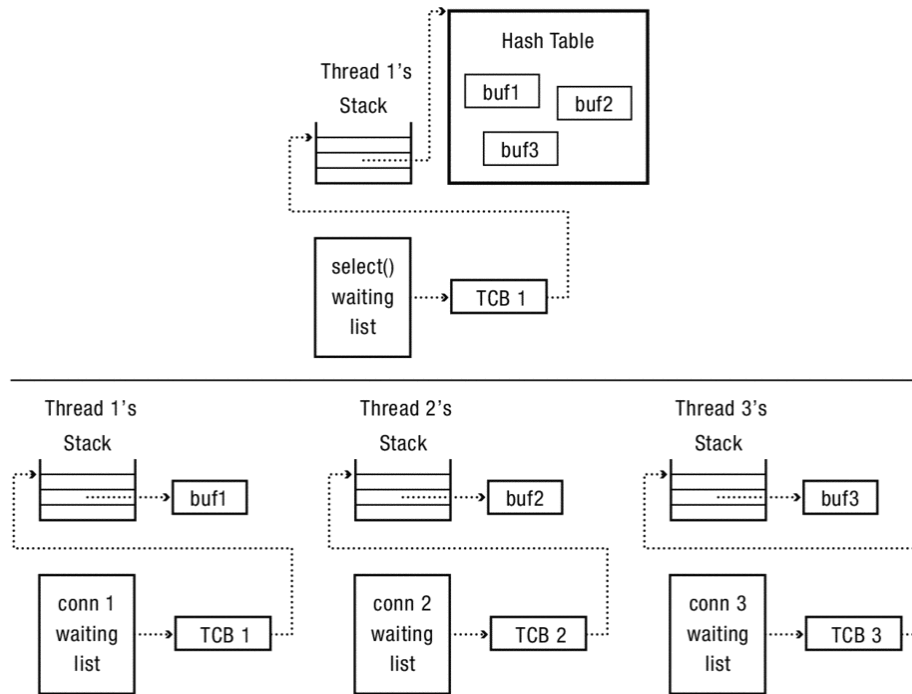 Hash Table
Thread 1's
Stack
buf1
buf2
buf3
select()
waiting
list
TCB 1
Thread 1's
Stack
buf1
conn 1
waiting
list
TCB 1
Thread 2's
Stack
buf2
conn 2
waiting
list
TCB 2
Thread 3's
Stack
buf3
conn 3
waiting
list
TCB 3